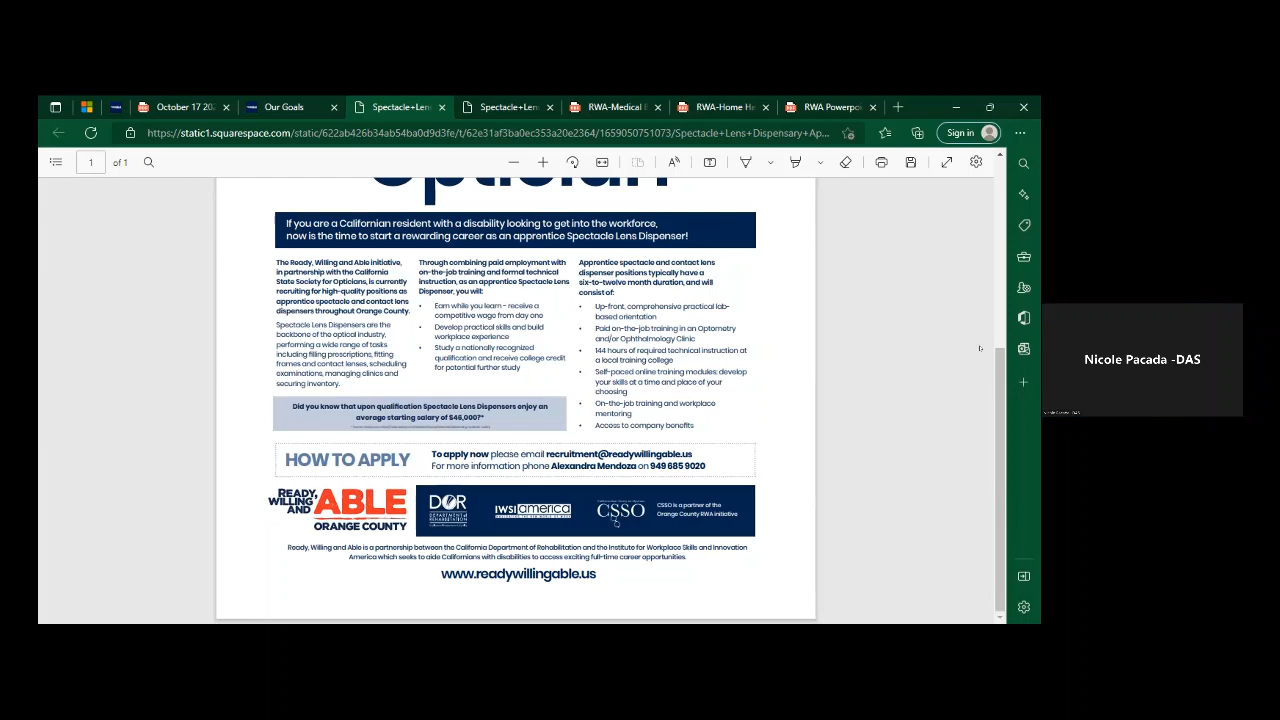 October 17 20
Our Goals
Spectacle+Len
Spectacle+Lem
RWA-Medical
RWA-Home He
RWA Powerpoi
https://static1.squarespace.com/static/622ab426b34ab54ba0d9d3fe/t/62e31af3ba0ec353a20e2364/1659050751073/Spectacle+Lens+Dispensary+Ap...
Sign in
1 of 1
Optician
If you are a Californian resident with a disability looking to get into the workforce,
now is the time to start a rewarding career as an apprentice Spectacle Lens Dispenser!
The Ready, Willing and Able initiative,
in partnership with the California
State Society for Opticians, is currently
recruiting for high-quality positions as
apprentice spectacle and contact lens
dispensers throughout Orange County.
Spectacle Lens Dispensers are the
backbone of the optical industry,
performing a wide range of tasks
including filling prescriptions, fitting
frames and contact lenses, scheduling
examinations, managing clinics and
securing inventory.
Through combining paid employment with
on-the-job training and formal technical
instruction, as an apprentice Spectacle Lens
Dispenser, you will:
• Earn while you learn - receive a
competitive wage from day one
• Develop practical skills and build
workplace experience
• Study a nationally recognized
qualification and receive college credit
for potential further study
Apprentice spectacle and contact lens
dispenser positions typically have a
six-to-twelve month duration, and will
consist of:
• Up-front, comprehensive practical lab-
based orientation
• Paid on-the-job training in an Optometry
and/or Ophthalmology Clinic
• 144 hours of required technical instruction at
a local training college
• Self-paced online training modules: develop
your skills at a time and place of your
choosing
• On-the-job training and workplace
mentoring
• Access to company benefits
Did you know that upon qualification Spectacle Lens Dispensers enjoy an
average starting salary of $46,000?*
HOW TO APPLY
To apply now please email recruitment@readywillingable.us
For more information phone Alexandra Mendoza on 949 685 9020
READY, WILLING AND ABLE
ORANGE COUNTY
DOR
DEPARTMENT of REHABILITATION
IWSIamerica
CSSO
CSSO is a partner of the
Orange County RWA initiative
Ready, Willing and Able is a partnership between the California Department of Rehabilitation and the Institute for Workplace Skills and Innovation
America which seeks to aide Californians with disabilities to access exciting full-time career opportunities.
www.readywillingable.us
Nicole Pacada -DAS
Nicole Pacada -DAS